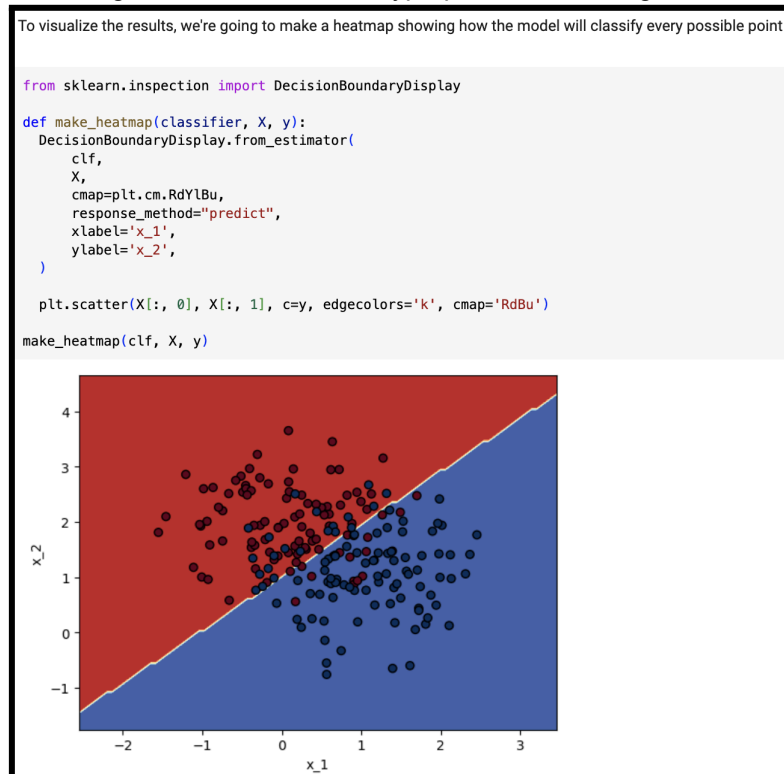 To visualize the results, we're going to make a heatmap showing how the model will classify every possible point
from sklearn.inspection import DecisionBoundaryDisplay
def make_heatmap(classifier, X, y):
DecisionBoundaryDisplay.from_estimator(
clf,
X,
cmap=plt.cm.RdYlBu,
response_method="predict",
xlabel='x_1',
ylabel='x_2',
)
plt.scatter(X[:, 0], X[:, 1], c=y, edgecolors='k', cmap='RdBu')
make_heatmap(clf, X, y)
4
3
2
1
0
−1
x_2
−2 −1 0 1 2 3
x_1